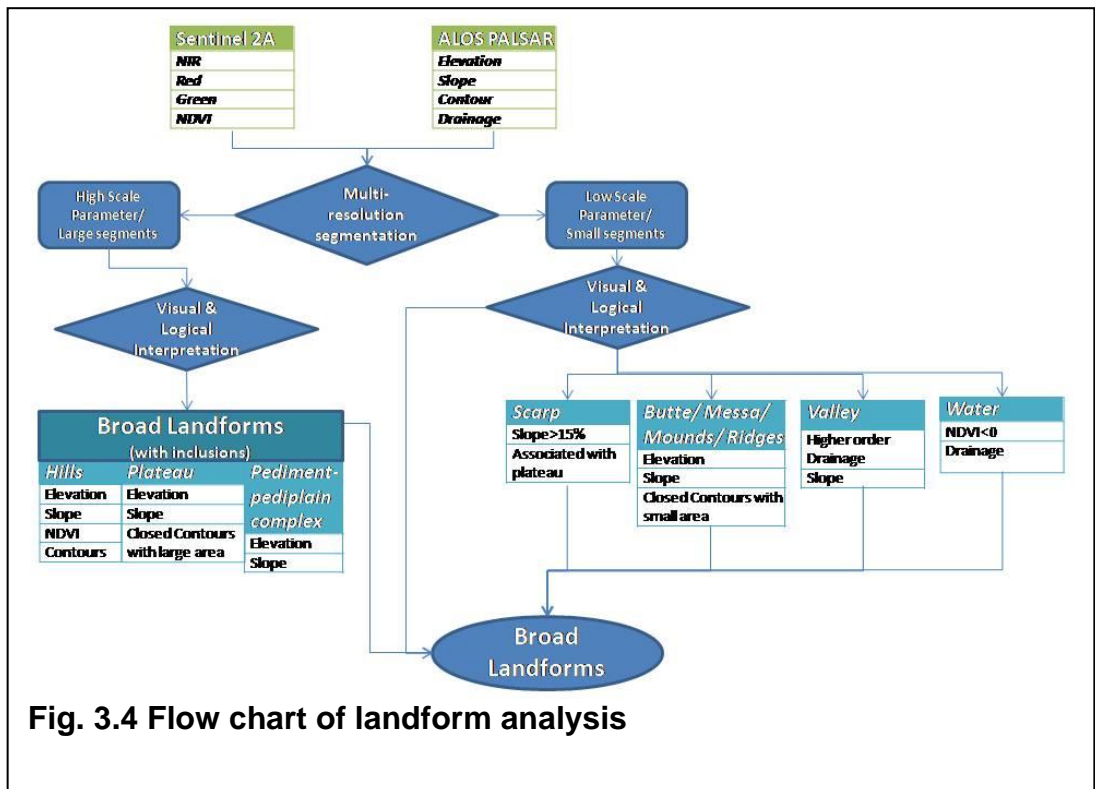 Sentinel 2A
NIR
Red
Green
NDVI
ALOS PALSAR
Elevation
Slope
Contour
Drainage
High Scale
Parameter/
Large segments
Multi-
resolution
segmentation
Low Scale
Parameter/
Small segments
Visual &
Logical
Interpretation
Visual &
Logical
Interpretation
Broad Landforms
(with inclusions)
Hills
Elevation
Slope
NDVI
Contours
Plateau
Elevation
Slope
Closed Contours
with large area
Pediment-
pediplain
complex
Elevation
Slope
Scarp
Slope>15%
Associated with
plateau
Butte/ Messa/
Mounds/ Ridges
Elevation
Slope
Closed Contours with
small area
Valley
Higher order
Drainage
Slope
Water
NDVI<0
Drainage
Broad
Landforms
Fig. 3.4 Flow chart of landform analysis